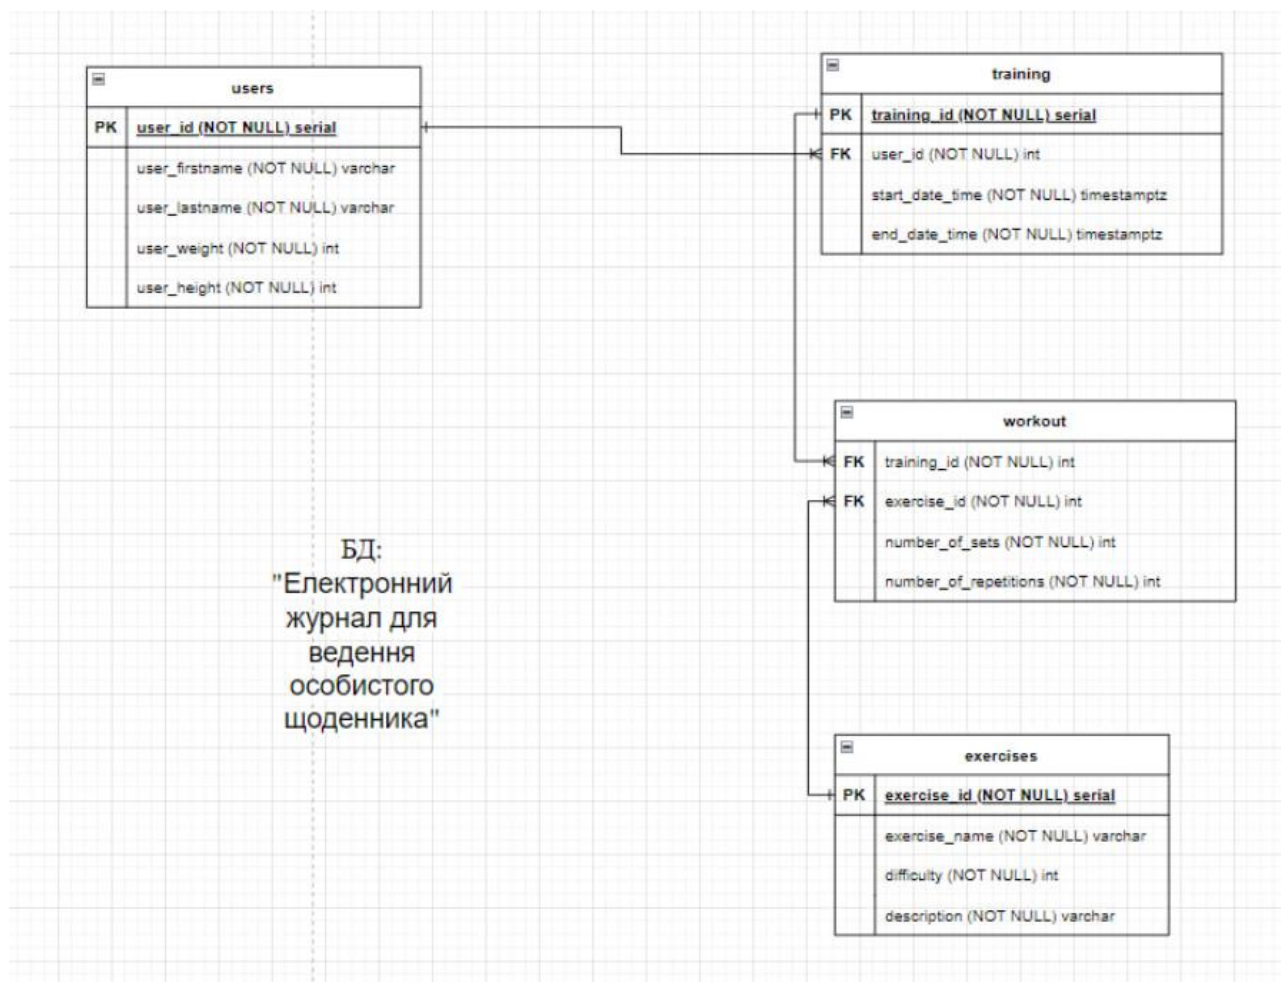 users
PK user_id (NOT NULL) serial
user_firstname (NOT NULL) varchar
user_lastname (NOT NULL) varchar
user_weight (NOT NULL) int
user_height (NOT NULL) int
training
PK training_id (NOT NULL) serial
FK user_id (NOT NULL) int
start_date_time (NOT NULL) timestamptz
end_date_time (NOT NULL) timestamptz
workout
FK training_id (NOT NULL) int
FK exercise_id (NOT NULL) int
number_of_sets (NOT NULL) int
number_of_repetitions (NOT NULL) int
БД:
"Електронний
журнал для
ведення
особистого
щоденника"
exercises
PK exercise_id (NOT NULL) serial
exercise_name (NOT NULL) varchar
difficulty (NOT NULL) int
description (NOT NULL) varchar